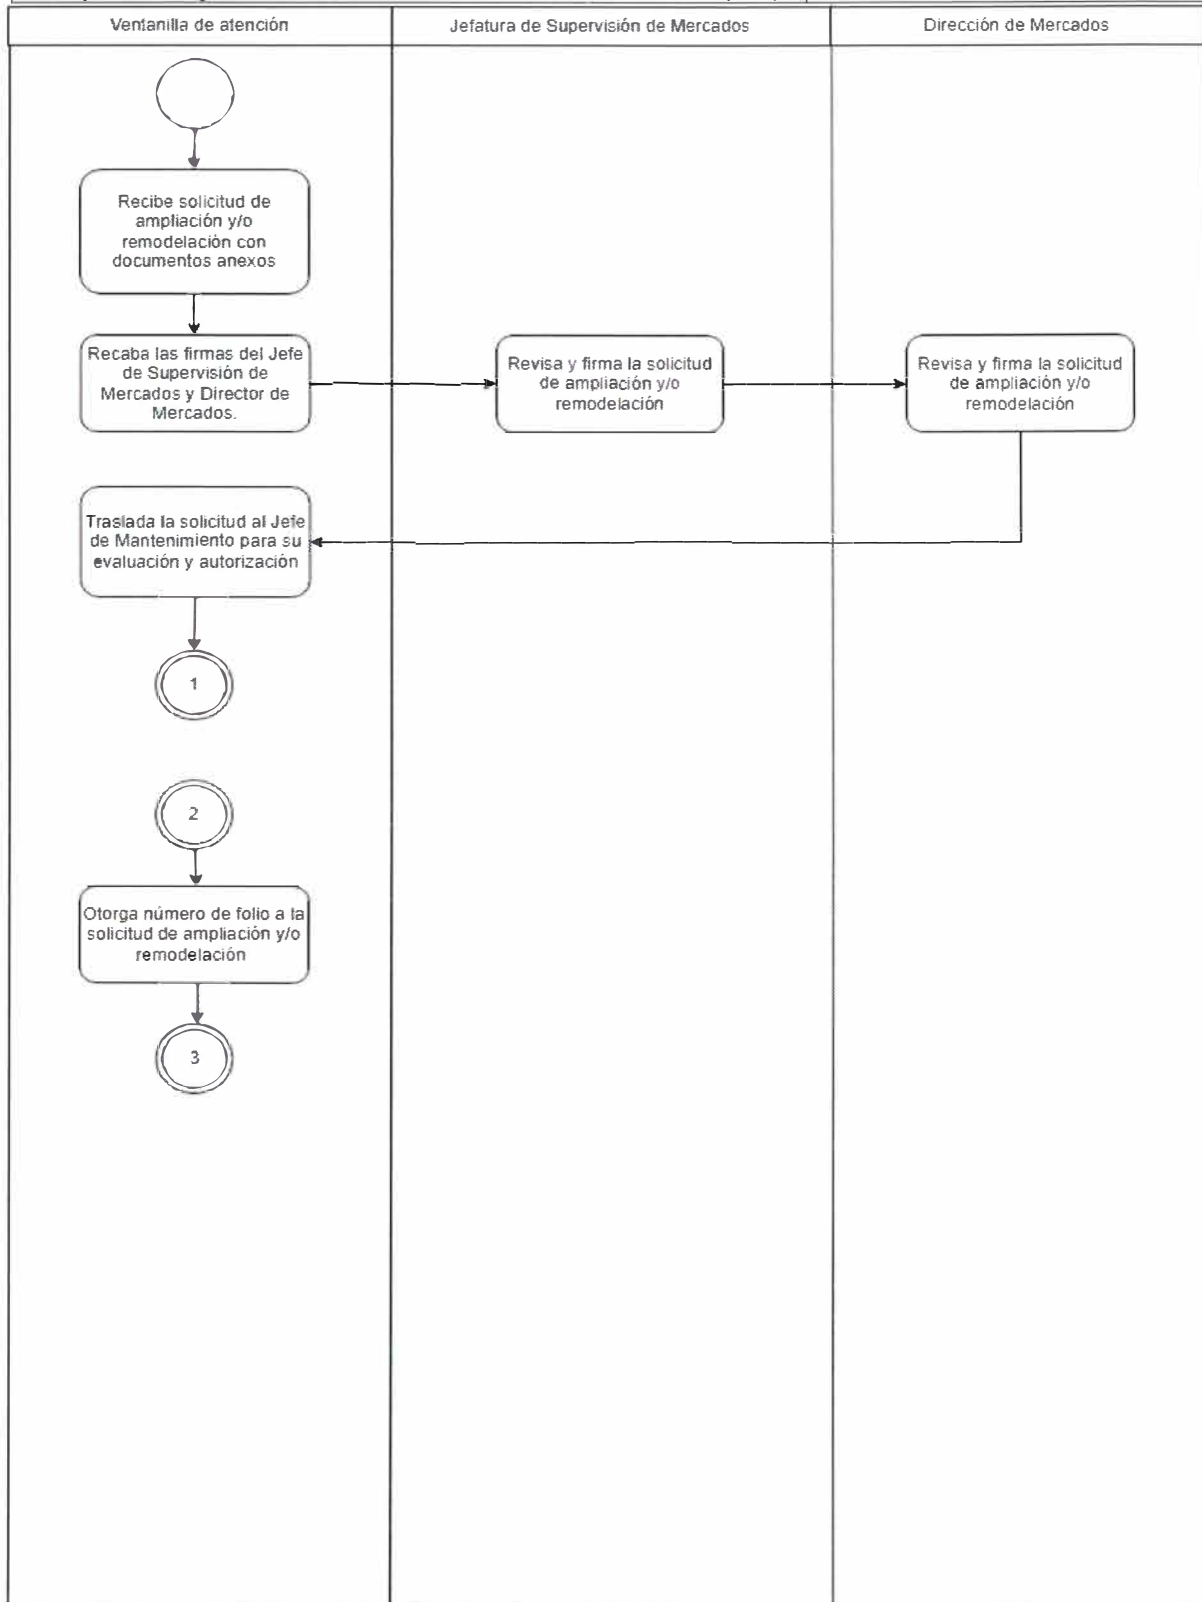 Ventanilla de atención
Jefatura de Supervisión de Mercados
Dirección de Mercados
Recibe solicitud de
ampliación y/o
remodelación con
documentos anexos
Recaba las firmas del Jefe
de Supervisión de
Mercados y Director de
Mercados.
Revisa y firma la solicitud
de ampliación y/o
remodelación
Revisa y firma la solicitud
de ampliación y/o
remodelación
Traslada la solicitud al Jefe
de Mantenimiento para su
evaluación y autorización
1
2
Otorga número de folio a la
solicitud de ampliación y/o
remodelación
3